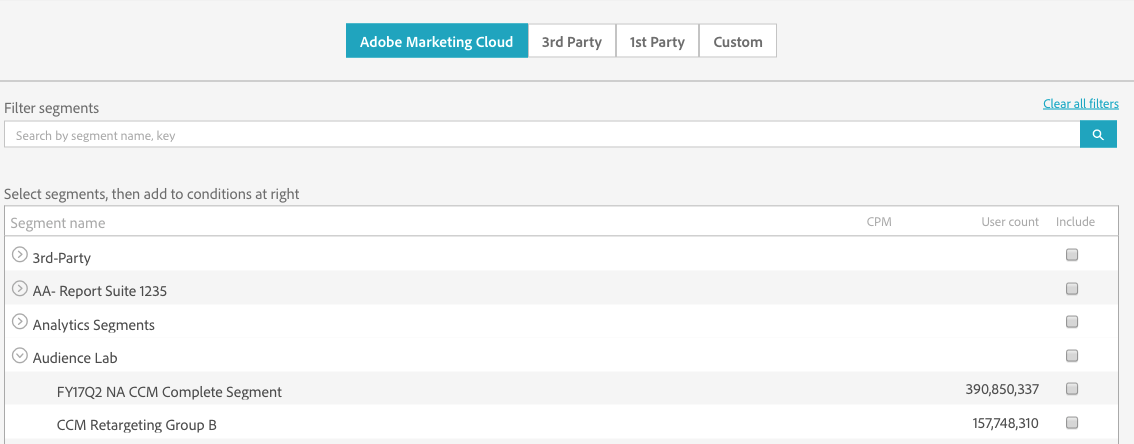 Adobe Marketing Cloud 3rd Party 1st Party Custom
Filter segments Clear all filters
Search by segment name, key
Select segments, then add to conditions at right
Segment name CPM User count Include
3rd-Party
AA- Report Suite 1235
Analytics Segments
Audience Lab
FY17Q2 NA CCM Complete Segment 390,850,337
CCM Retargeting Group B 157,748,310